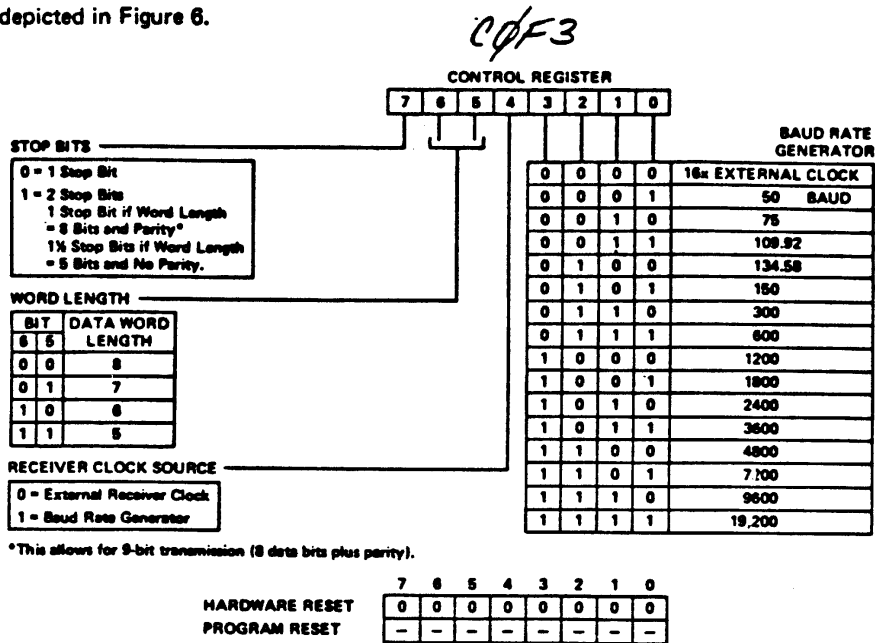 depicted in Figure 6.
CØF3
CONTROL REGISTER
7 6 5 4 3 2 1 0
STOP BITS
0 = 1 Stop Bit
1 = 2 Stop Bits
1 Stop Bit if Word Length
= 8 Bits and Parity*
1½ Stop Bits if Word Length
= 5 Bits and No Parity.
WORD LENGTH
BIT DATA WORD
6 5 LENGTH
0 0 8
0 1 7
1 0 6
1 1 5
RECEIVER CLOCK SOURCE
0 = External Receiver Clock
1 = Baud Rate Generator
BAUD RATE
GENERATOR
0 0 0 0 16x EXTERNAL CLOCK
0 0 0 1 50 BAUD
0 0 1 0 75
0 0 1 1 109.92
0 1 0 0 134.58
0 1 0 1 150
0 1 1 0 300
0 1 1 1 600
1 0 0 0 1200
1 0 0 1 1800
1 0 1 0 2400
1 0 1 1 3600
1 1 0 0 4800
1 1 0 1 7200
1 1 1 0 9600
1 1 1 1 19,200
*This allows for 9-bit transmission (8 data bits plus parity).
7 6 5 4 3 2 1 0
HARDWARE RESET 0 0 0 0 0 0 0 0
PROGRAM RESET - - - - - - - -